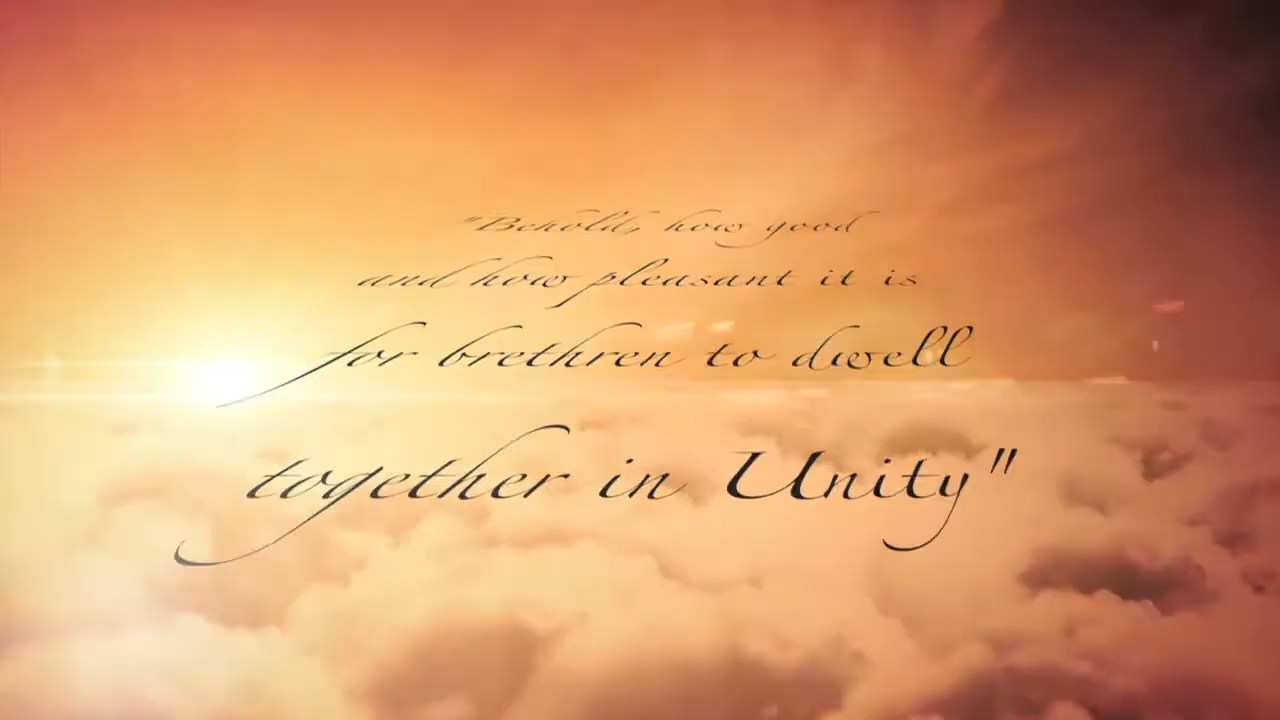 "Behold, how good
and how pleasant it is
for brethren to dwell
together in Unity"